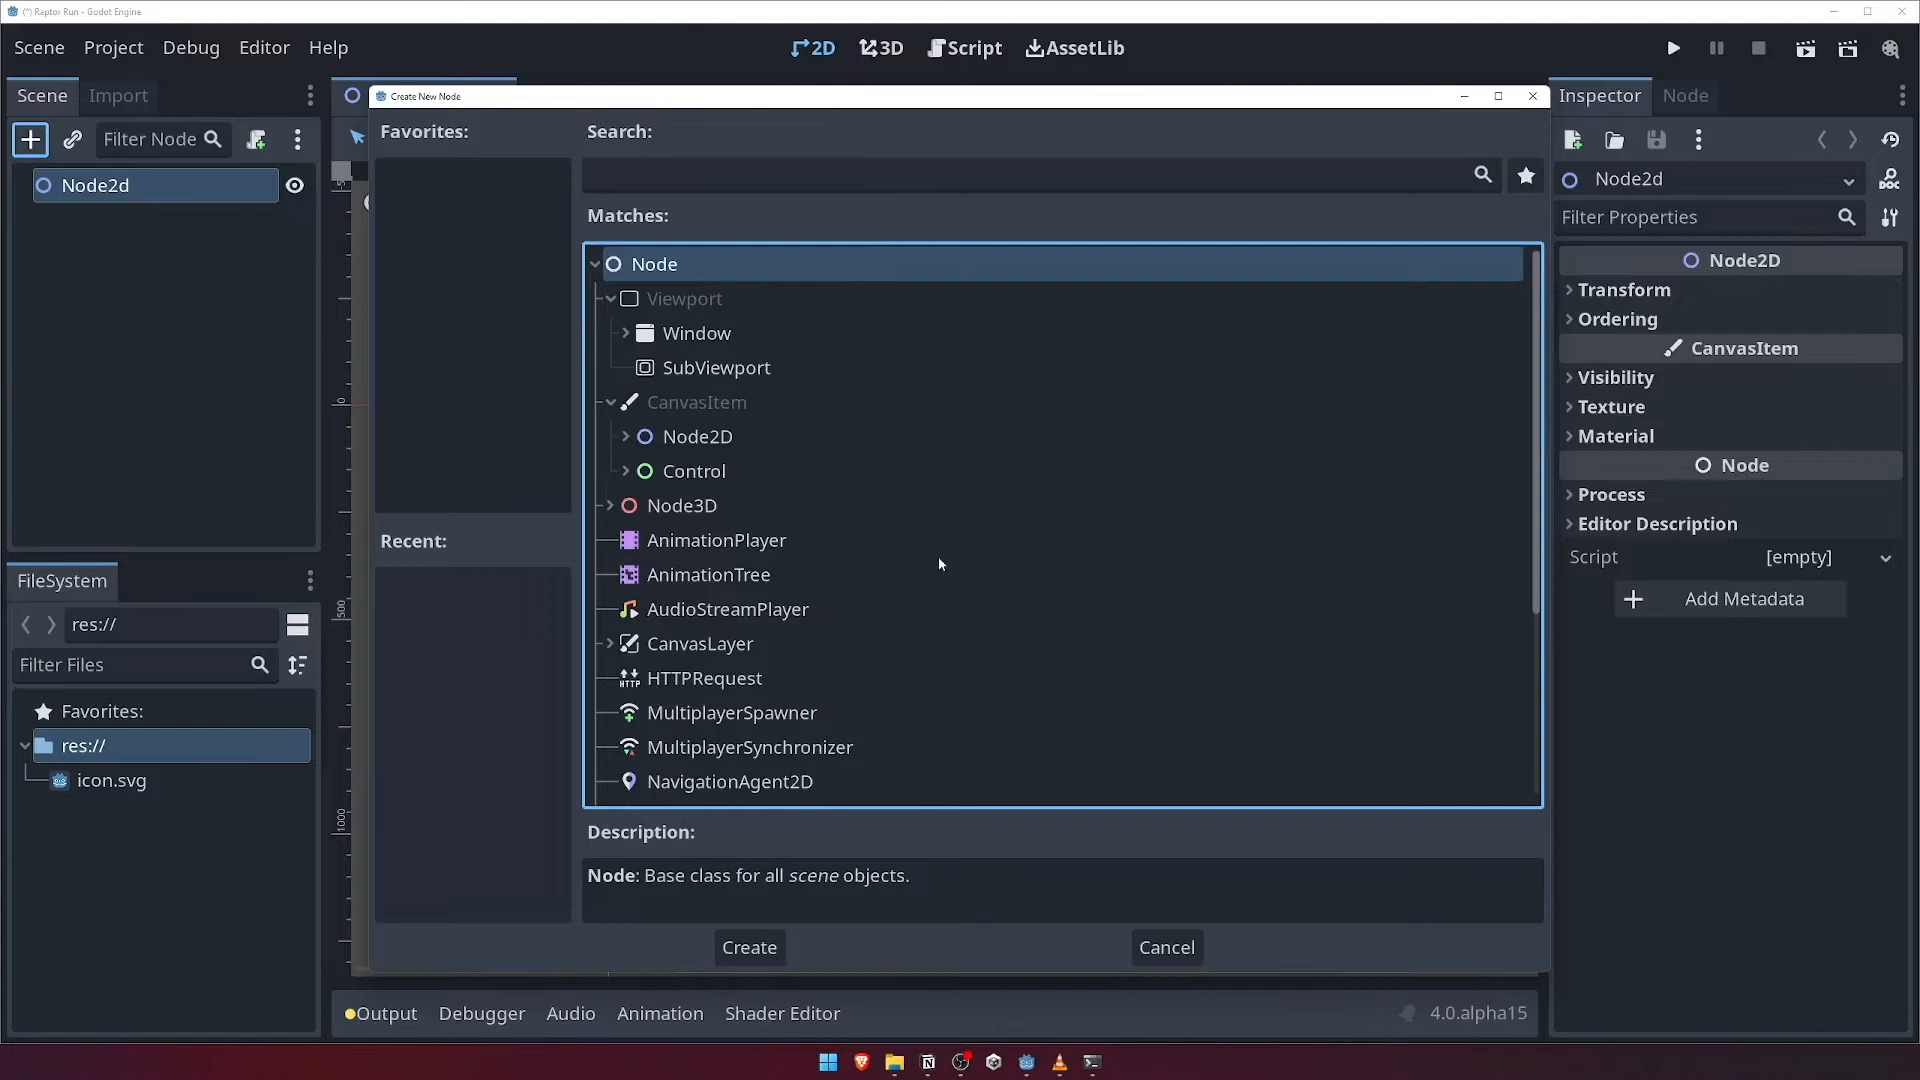 (*) Raptor Run - Godot Engine
Scene Project Debug Editor Help
2D 3D Script AssetLib
Scene Import
Filter Node
Node2d
Create New Node
Favorites:
Recent:
Search:
Matches:
Node
Viewport
Window
SubViewport
CanvasItem
Node2D
Control
Node3D
AnimationPlayer
AnimationTree
AudioStreamPlayer
CanvasLayer
HTTPRequest
MultiplayerSpawner
MultiplayerSynchronizer
NavigationAgent2D
Description:
Node: Base class for all scene objects.
Create Cancel
Inspector Node
Node2d
DOC
Filter Properties
Node2D
Transform
Ordering
CanvasItem
Visibility
Texture
Material
Node
Process
Editor Description
Script [empty]
Add Metadata
FileSystem
res://
Filter Files
Favorites:
res://
icon.svg
0
500
1000
Output Debugger Audio Animation Shader Editor
4.0.alpha15